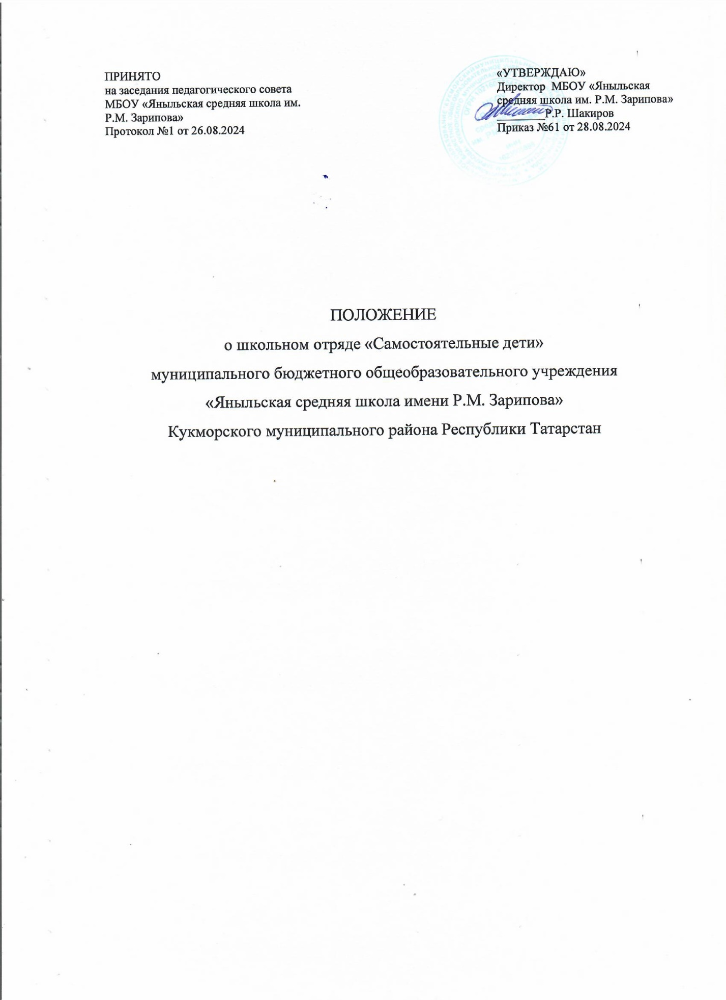 ПРИНЯТО
на заседания педагогического совета
МБОУ «Яныльская средняя школа им.
Р.М. Зарипова»
Протокол №1 от 26.08.2024
«УТВЕРЖДАЮ»
Директор МБОУ «Яныльская
средняя школа им. Р.М. Зарипова»
Р.Р. Шакиров
Приказ №61 от 28.08.2024
ПОЛОЖЕНИЕ
о школьном отряде «Самостоятельные дети»
муниципального бюджетного общеобразовательного учреждения
«Яныльская средняя школа имени Р.М. Зарипова»
Кукморского муниципального района Республики Татарстан